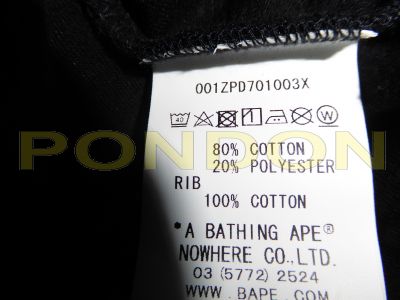 001ZPD701003X
40 W
80% COTTON
PONDON
20% POLYESTER
RIB
100% COTTON
*A BATHING APE®
NOWHERE CO.,LTD.
03(5772)2524
WWW.BAPE.COM